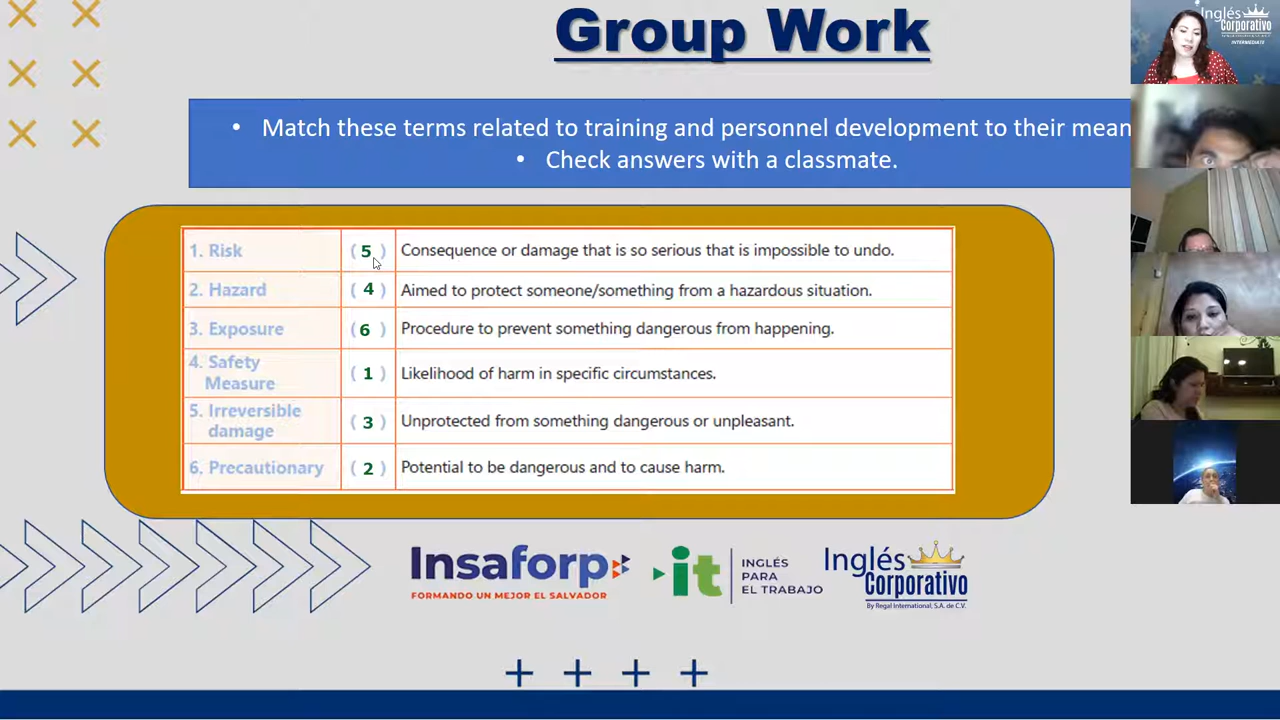 Group Work
• Match these terms related to training and personnel development to their mean
• Check answers with a classmate.
1. Risk ( 5 ) Consequence or damage that is so serious that is impossible to undo.
2. Hazard ( 4 ) Aimed to protect someone/something from a hazardous situation.
3. Exposure ( 6 ) Procedure to prevent something dangerous from happening.
4. Safety
Measure ( 1 ) Likelihood of harm in specific circumstances.
5. Irreversible
damage ( 3 ) Unprotected from something dangerous or unpleasant.
6. Precautionary ( 2 ) Potential to be dangerous and to cause harm.
Insaforp
FORMANDO UN MEJOR EL SALVADOR
it
INGLÉS
PARA
EL TRABAJO
Inglés
Corporativo
By Regal International, S.A. de C.V.
Inglés
Corporativo
INTERMEDIATE